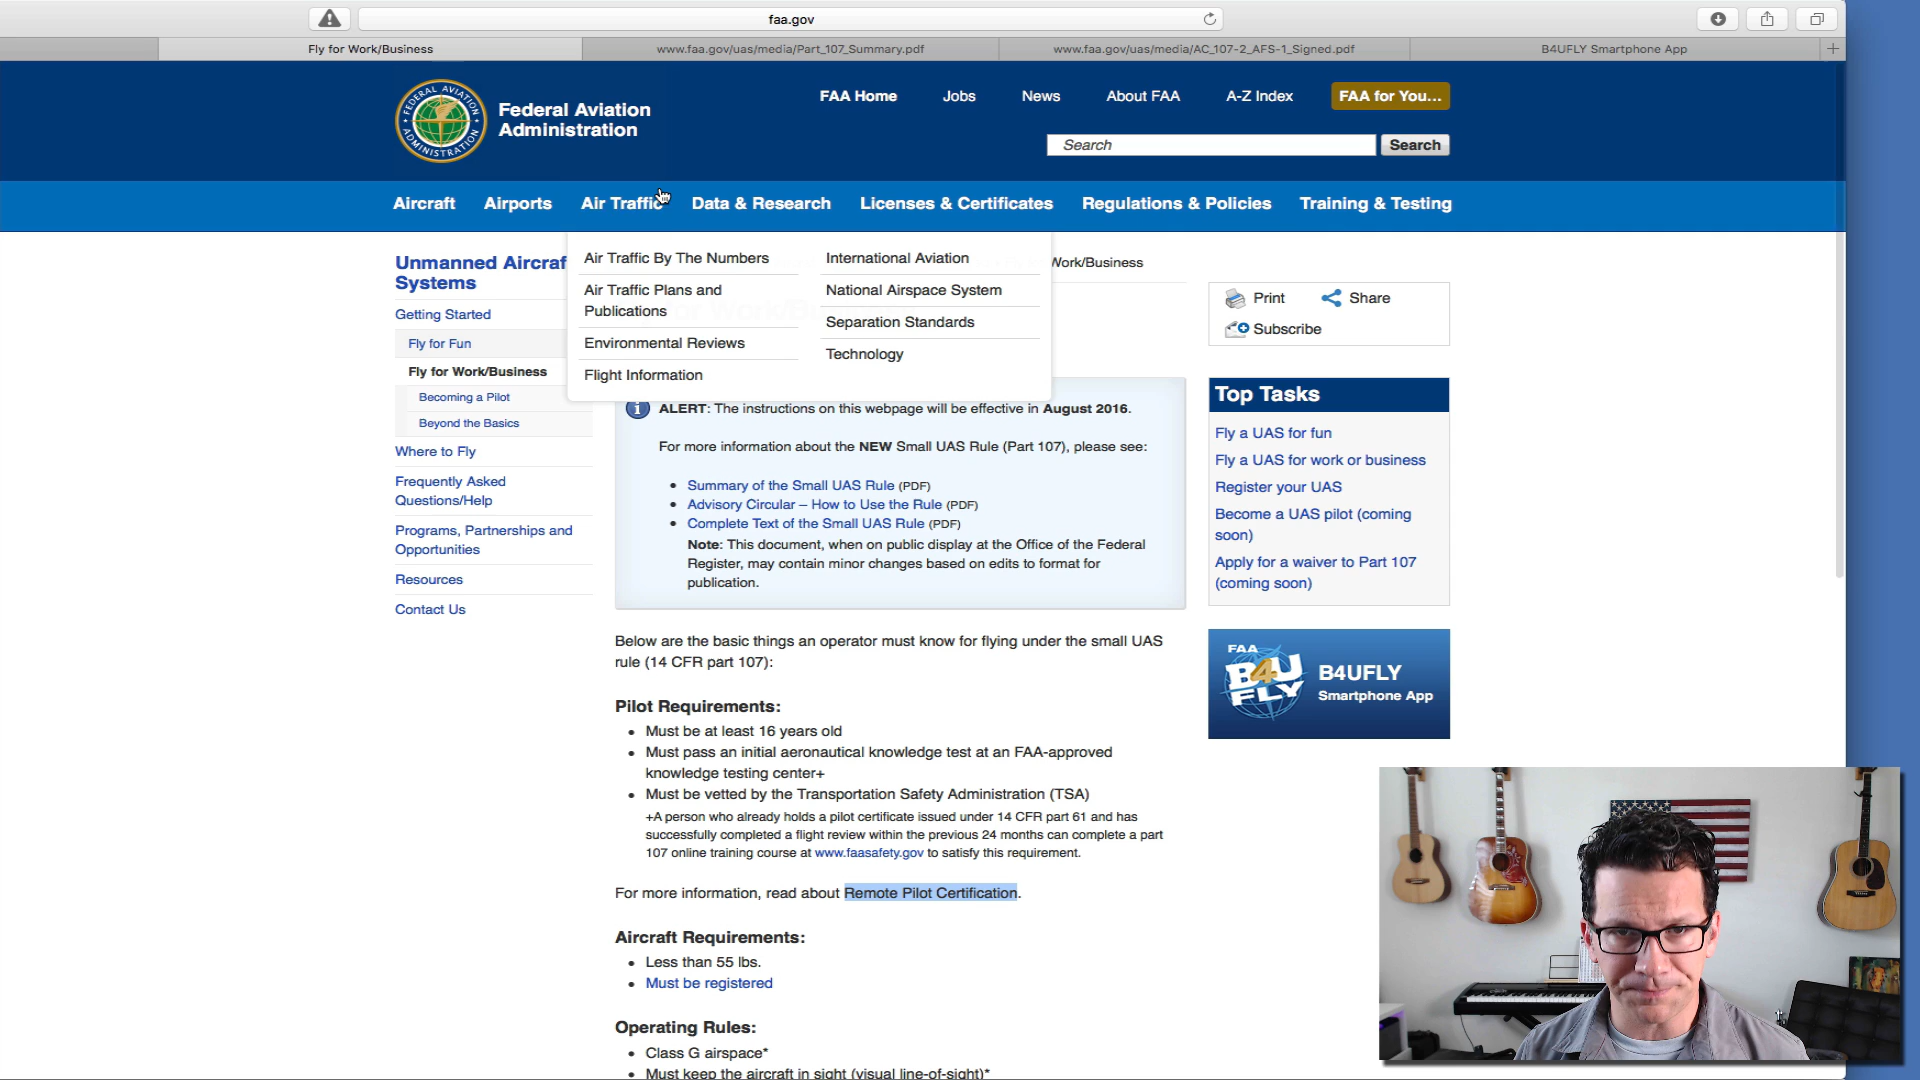 faa.gov
Fly for Work/Business
www.faa.gov/uas/media/Part_107_Summary.pdf
www.faa.gov/uas/media/AC_107-2_AFS-1_Signed.pdf
B4UFLY Smartphone App
FEDERAL AVIATION
ADMINISTRATION
Federal Aviation
Administration
FAA Home
Jobs
News
About FAA
A-Z Index
FAA for You...
Search
Search
Aircraft
Airports
Air Traffic
Data & Research
Licenses & Certificates
Regulations & Policies
Training & Testing
Unmanned Aircraf
Systems
Getting Started
Fly for Fun
Fly for Work/Business
Becoming a Pilot
Beyond the Basics
Where to Fly
Frequently Asked
Questions/Help
Programs, Partnerships and
Opportunities
Resources
Contact Us
Air Traffic By The Numbers
Air Traffic Plans and
Publications
Environmental Reviews
Flight Information
International Aviation
National Airspace System
Separation Standards
Technology
Work/Business
ALERT: The instructions on this webpage will be effective in August 2016.
For more information about the NEW Small UAS Rule (Part 107), please see:
• Summary of the Small UAS Rule (PDF)
• Advisory Circular – How to Use the Rule (PDF)
• Complete Text of the Small UAS Rule (PDF)
Note: This document, when on public display at the Office of the Federal
Register, may contain minor changes based on edits to format for
publication.
Below are the basic things an operator must know for flying under the small UAS
rule (14 CFR part 107):
Pilot Requirements:
• Must be at least 16 years old
• Must pass an initial aeronautical knowledge test at an FAA-approved
knowledge testing center+
• Must be vetted by the Transportation Safety Administration (TSA)
+A person who already holds a pilot certificate issued under 14 CFR part 61 and has
successfully completed a flight review within the previous 24 months can complete a part
107 online training course at www.faasafety.gov to satisfy this requirement.
For more information, read about Remote Pilot Certification.
Aircraft Requirements:
• Less than 55 lbs.
• Must be registered
Operating Rules:
• Class G airspace*
• Must keep the aircraft in sight (visual line-of-sight)*
Print
Share
Subscribe
Top Tasks
Fly a UAS for fun
Fly a UAS for work or business
Register your UAS
Become a UAS pilot (coming
soon)
Apply for a waiver to Part 107
(coming soon)
FAA
B4U
FLY
B4UFLY
Smartphone App